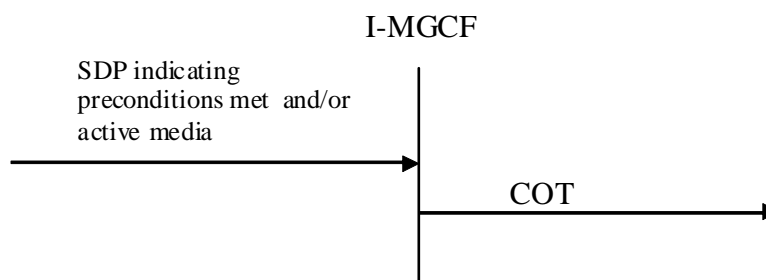 I-MGCF
SDP indicating
preconditions met and/or
active media
COT